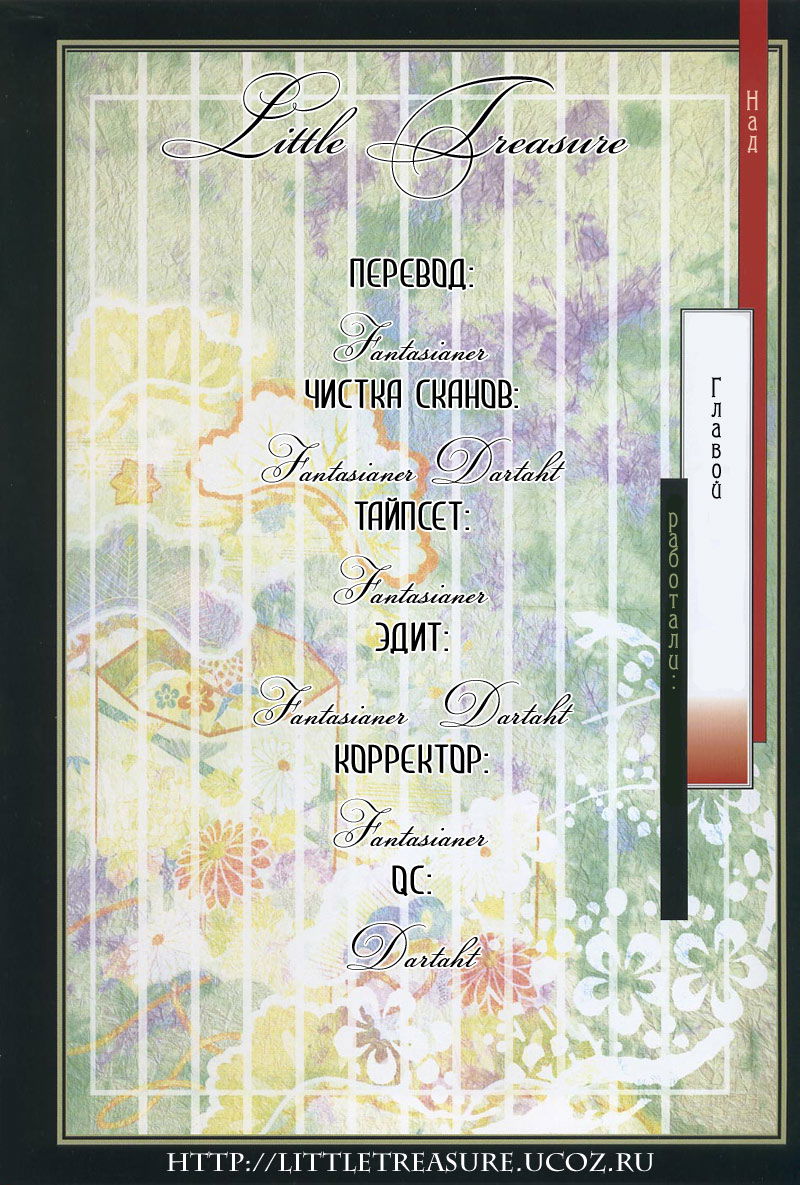 Little Treasure
Над
Главой
работали:
ПЕРЕВОД:
Fantasianer
ЧИСТКА СКАНОВ:
Fantasianer Dartaht
ТАЙПСЕТ:
Fantasianer
ЭДИТ:
Fantasianer Dartaht
КОРРЕКТОР:
Fantasianer
QC:
Dartaht
HTTP://LITTLETREASURE.UCOZ.RU